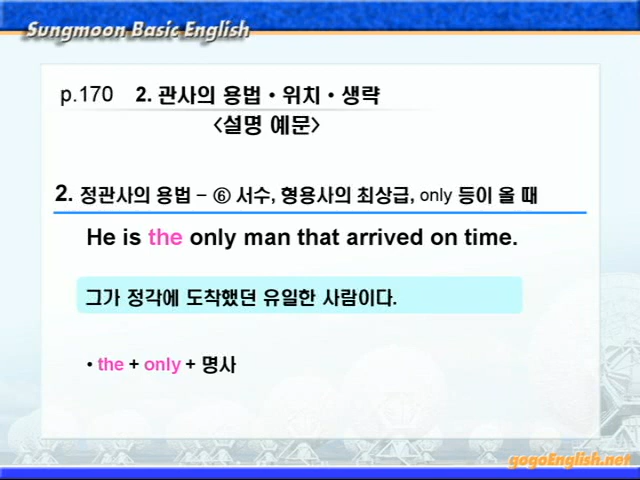 Sungmoon Basic English
p.170 2. 관사의 용법 • 위치 • 생략
<설명 예문>
2. 정관사의 용법 – ⑥ 서수, 형용사의 최상급, only 등이 올 때
He is the only man that arrived on time.
그가 정각에 도착했던 유일한 사람이다.
• the + only + 명사
gogoEnglish.net